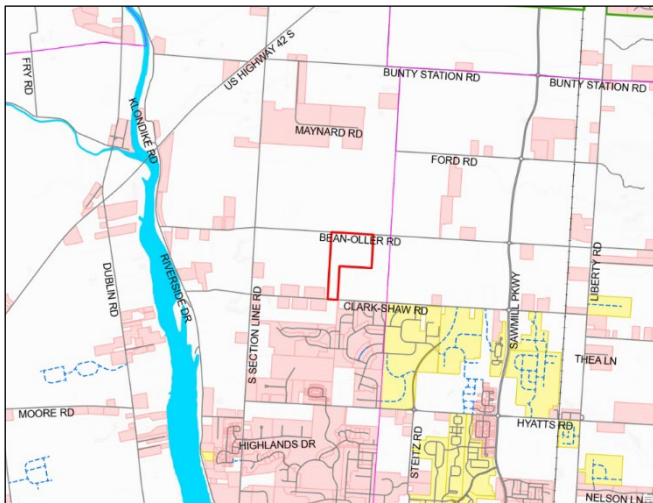 FRY RD
US HIGHWAY 42 S
BUNTY STATION RD
BUNTY STATION RD
KLONDIKE RD
MAYNARD RD
FORD RD
BEAN-OLLER RD
DUBLIN RD
RIVERSIDE DR
S SECTION LINE RD
CLARK-SHAW RD
SAWMILL PKWY
LIBERTY RD
THEA LN
MOORE RD
HIGHLANDS DR
STEITZ RD
HYATTS RD
NELSON LN